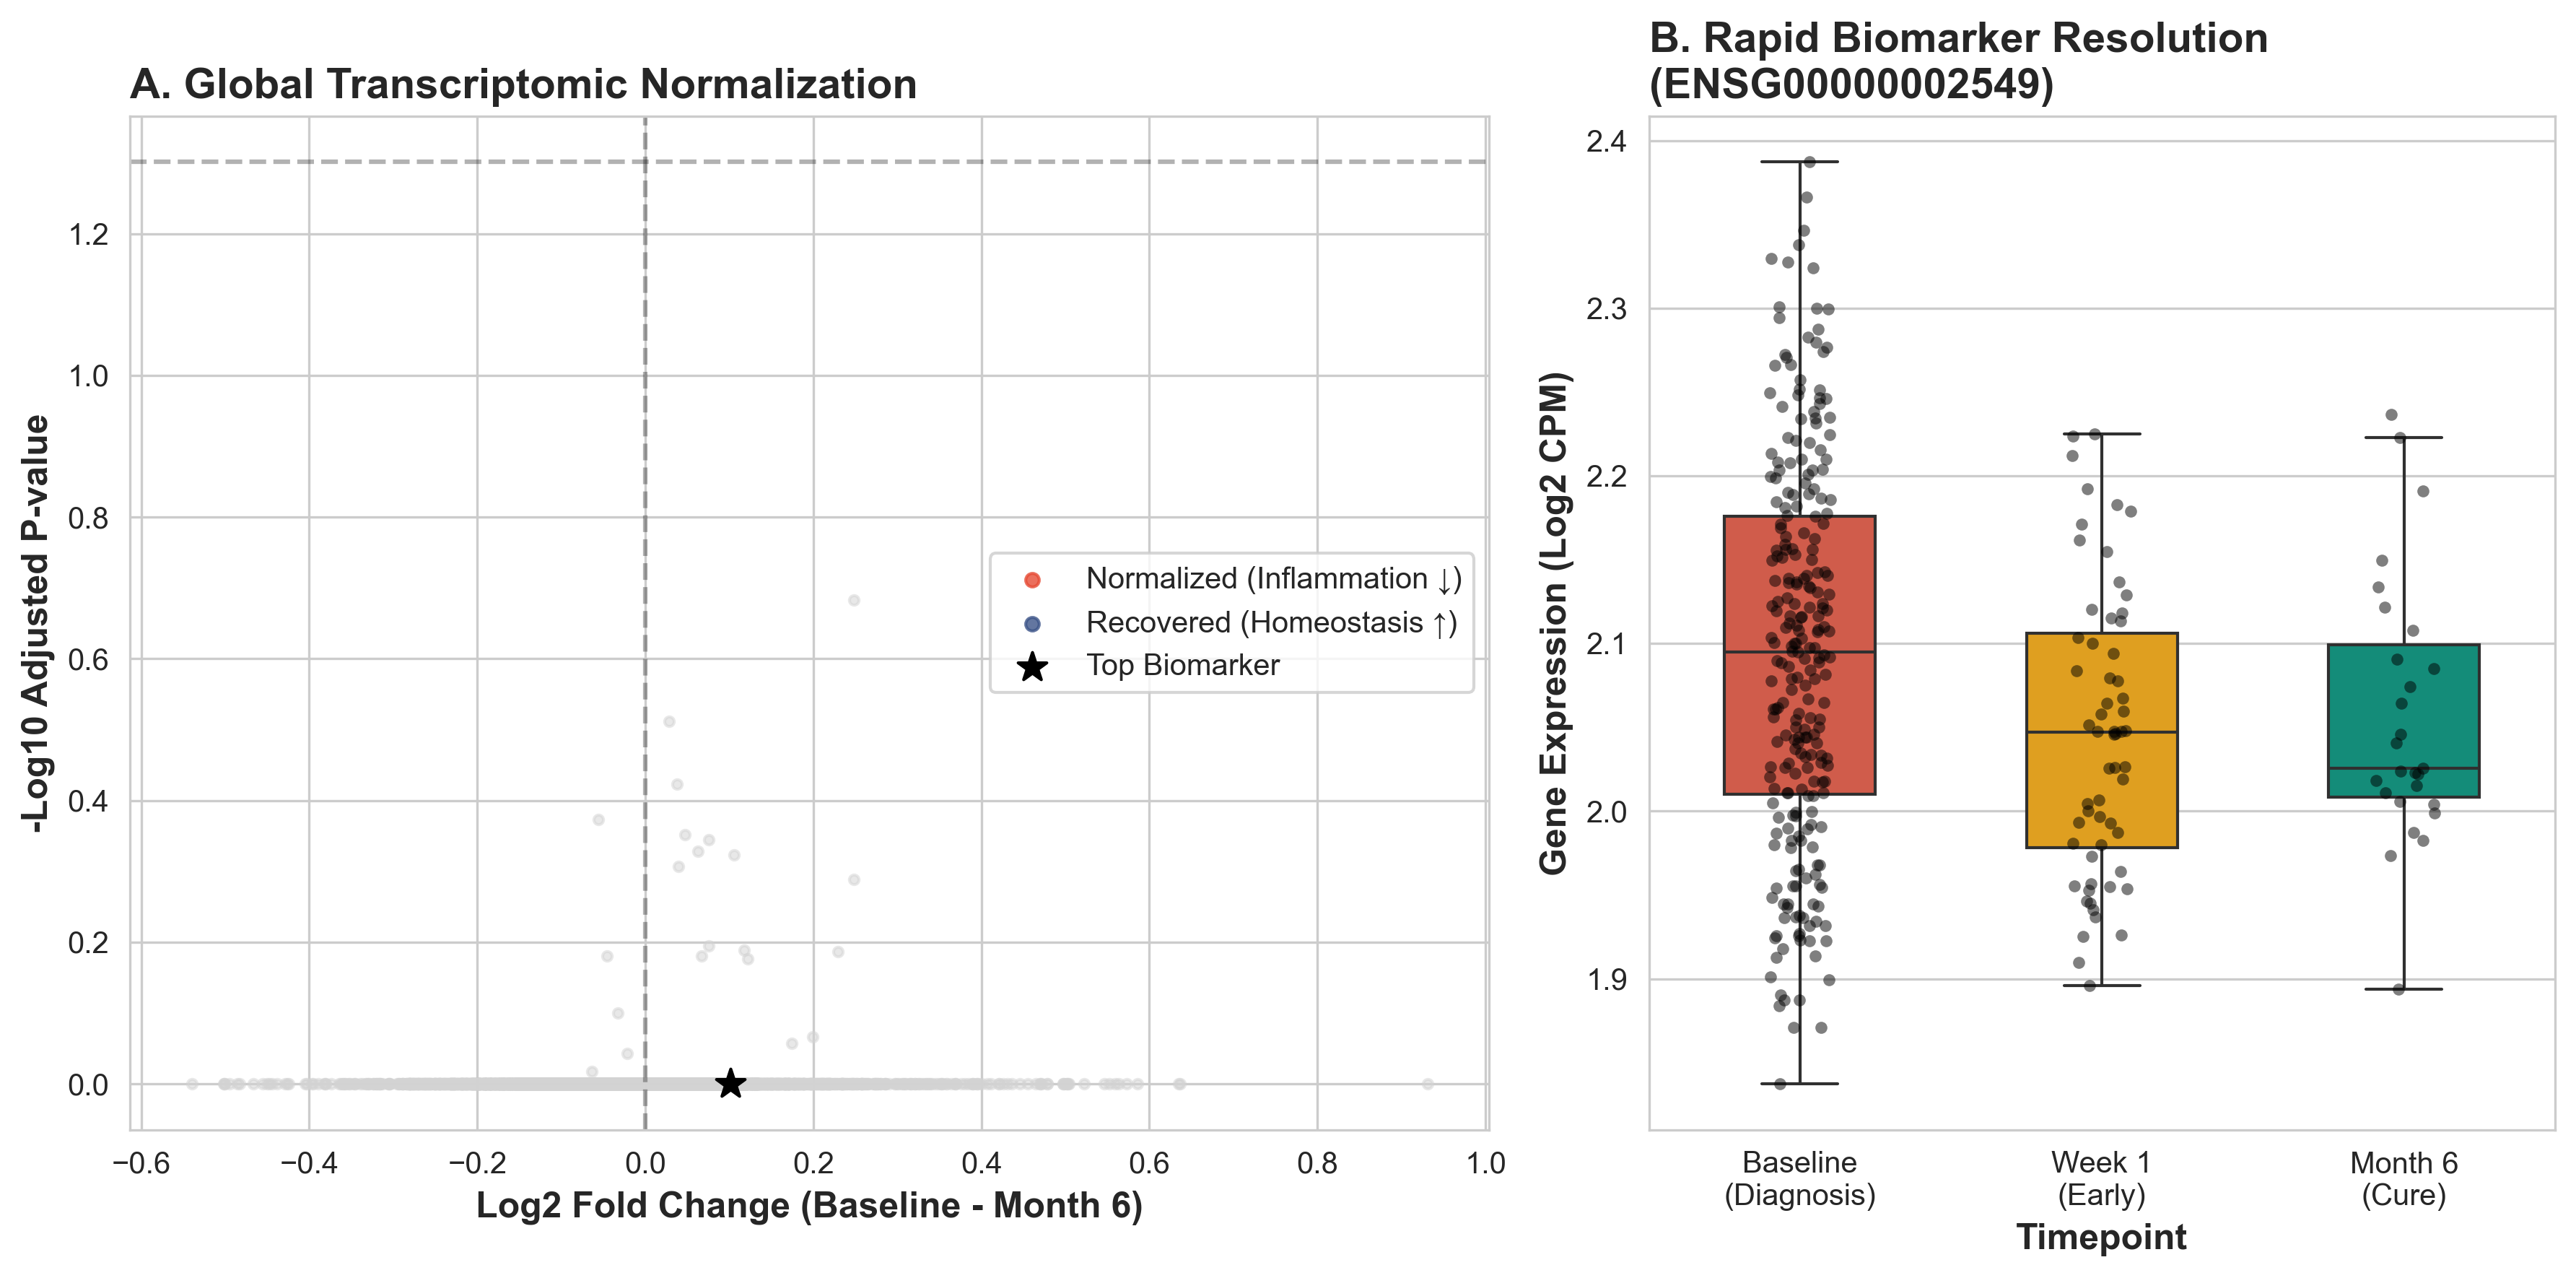 A. Global Transcriptomic Normalization
-Log10 Adjusted P-value
1.2
1.0
0.8
0.6
0.4
0.2
0.0
Normalized (Inflammation ↓)
Recovered (Homeostasis ↑)
Top Biomarker
−0.6 −0.4 −0.2 0.0 0.2 0.4 0.6 0.8 1.0
Log2 Fold Change (Baseline - Month 6)
B. Rapid Biomarker Resolution
(ENSG00000002549)
Gene Expression (Log2 CPM)
2.4
2.3
2.2
2.1
2.0
1.9
Baseline
(Diagnosis)
Week 1
(Early)
Month 6
(Cure)
Timepoint